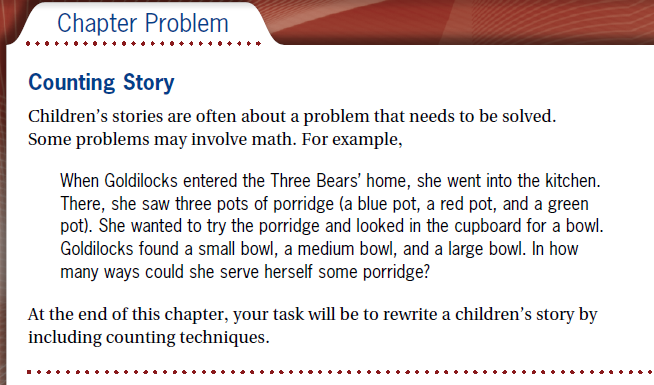 Chapter Problem
Counting Story
Children's stories are often about a problem that needs to be solved.
Some problems may involve math. For example,
When Goldilocks entered the Three Bears' home, she went into the kitchen.
There, she saw three pots of porridge (a blue pot, a red pot, and a green
pot). She wanted to try the porridge and looked in the cupboard for a bowl.
Goldilocks found a small bowl, a medium bowl, and a large bowl. In how
many ways could she serve herself some porridge?
At the end of this chapter, your task will be to rewrite a children's story by
including counting techniques.